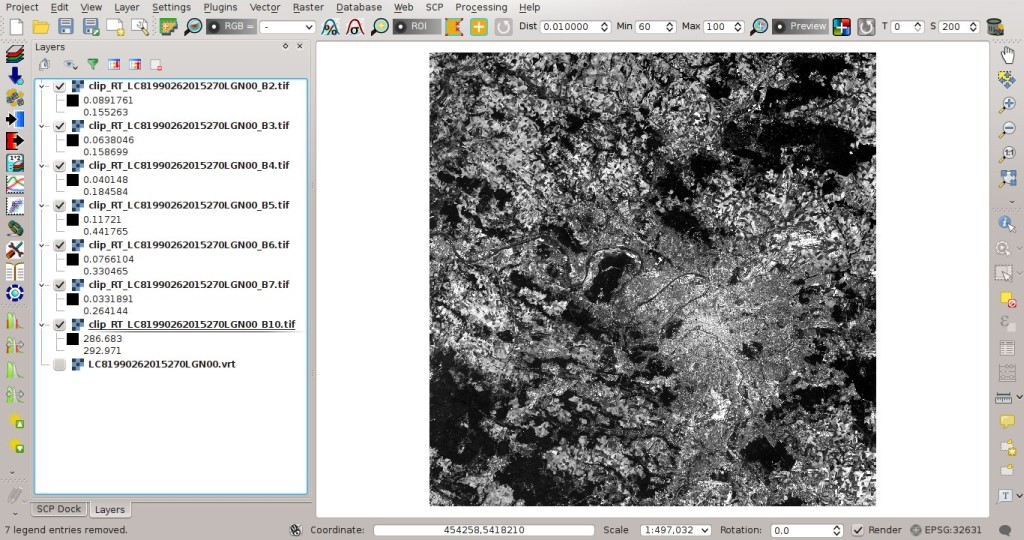 Project Edit View Layer Settings Plugins Vector Raster Database Web SCP Processing Help
RGB = - ROI Dist 0.010000 Min 60 Max 100 Preview T 0 S 200
Layers
clip_RT_LC81990262015270LGN00_B2.tif
0.0891761
0.155263
clip_RT_LC81990262015270LGN00_B3.tif
0.0638046
0.158699
clip_RT_LC81990262015270LGN00_B4.tif
0.040148
0.184584
clip_RT_LC81990262015270LGN00_B5.tif
0.11721
0.441765
clip_RT_LC81990262015270LGN00_B6.tif
0.0766104
0.330465
clip_RT_LC81990262015270LGN00_B7.tif
0.0331891
0.264144
clip_RT_LC81990262015270LGN00_B10.tif
286.683
292.971
LC81990262015270LGN00.vrt
SCP Dock Layers
7 legend entries removed. Coordinate: 454258,5418210 Scale 1:497,032 Rotation: 0.0 Render EPSG:32631